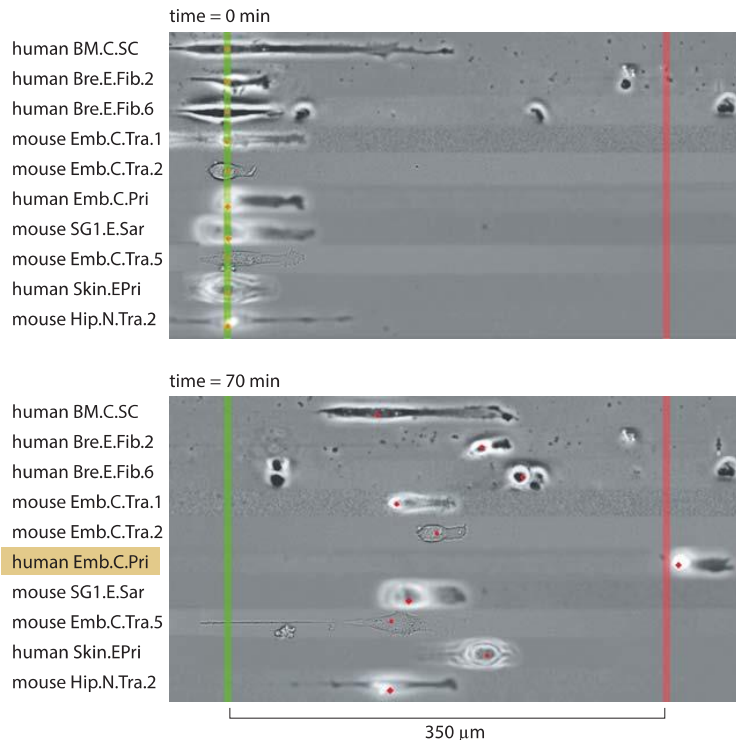 time = 0 min
human BM.C.SC
human Bre.E.Fib.2
human Bre.E.Fib.6
mouse Emb.C.Tra.1
mouse Emb.C.Tra.2
human Emb.C.Pri
mouse SG1.E.Sar
mouse Emb.C.Tra.5
human Skin.EPri
mouse Hip.N.Tra.2
time = 70 min
human BM.C.SC
human Bre.E.Fib.2
human Bre.E.Fib.6
mouse Emb.C.Tra.1
mouse Emb.C.Tra.2
human Emb.C.Pri
mouse SG1.E.Sar
mouse Emb.C.Tra.5
human Skin.EPri
mouse Hip.N.Tra.2
350 μm